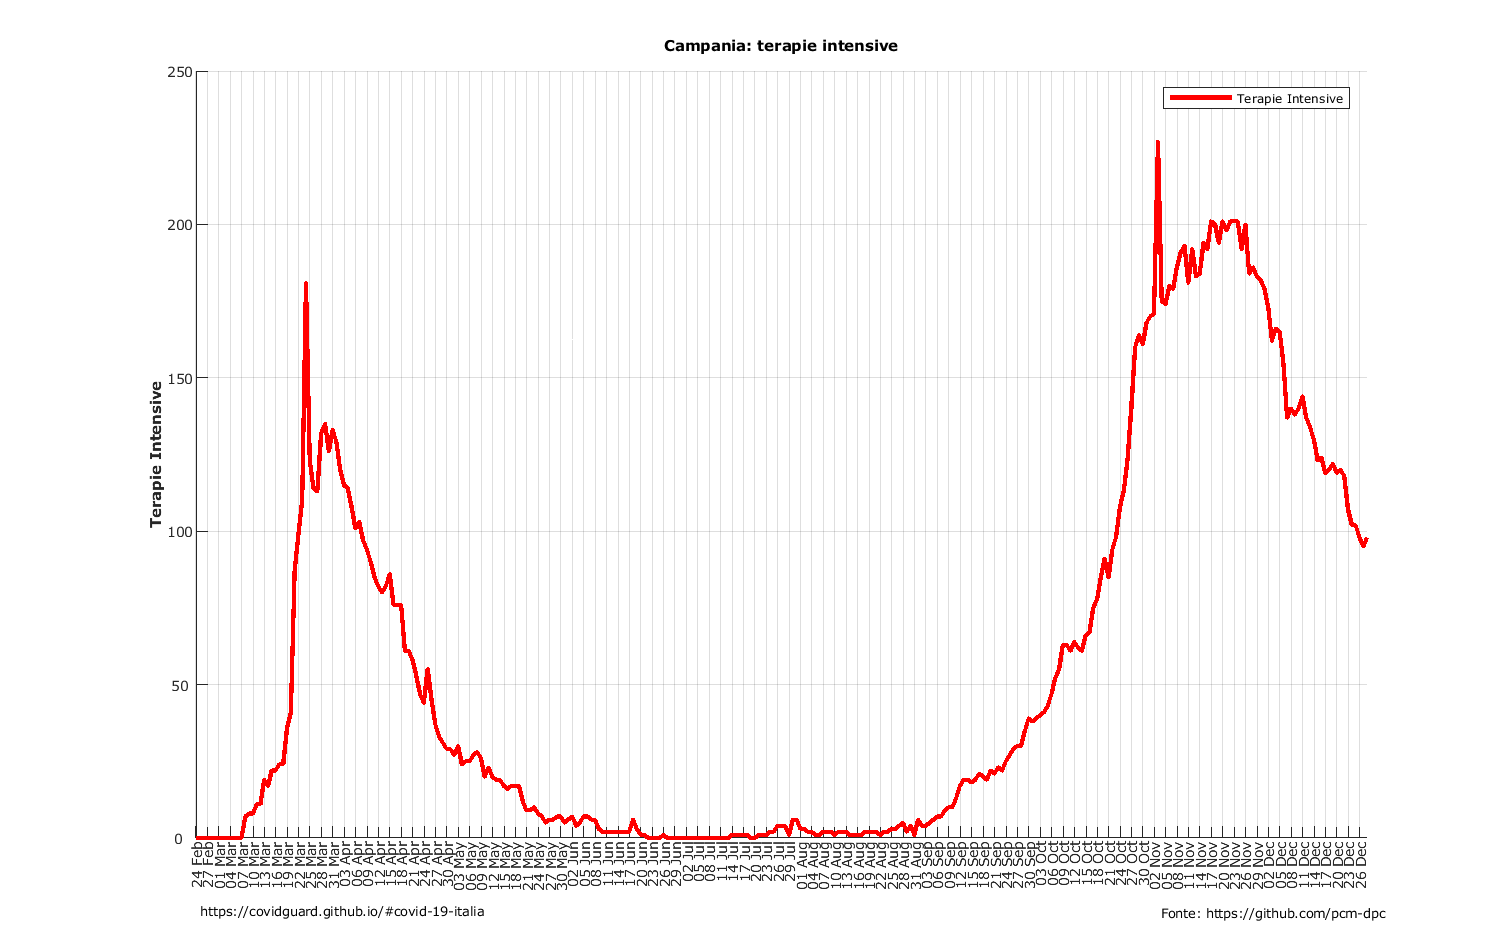 Campania: terapie intensive
Terapie Intensive
250
200
150
100
50
0
Terapie Intensive
24 Feb
27 Feb
01 Mar
04 Mar
07 Mar
10 Mar
13 Mar
16 Mar
19 Mar
22 Mar
25 Mar
28 Mar
31 Mar
03 Apr
06 Apr
09 Apr
12 Apr
15 Apr
18 Apr
21 Apr
24 Apr
27 Apr
30 Apr
03 May
06 May
09 May
12 May
15 May
18 May
21 May
24 May
27 May
30 May
02 Jun
05 Jun
08 Jun
11 Jun
14 Jun
17 Jun
20 Jun
23 Jun
26 Jun
29 Jun
02 Jul
05 Jul
08 Jul
11 Jul
14 Jul
17 Jul
20 Jul
23 Jul
26 Jul
29 Jul
01 Aug
04 Aug
07 Aug
10 Aug
13 Aug
16 Aug
19 Aug
22 Aug
25 Aug
28 Aug
31 Aug
03 Sep
06 Sep
09 Sep
12 Sep
15 Sep
18 Sep
21 Sep
24 Sep
27 Sep
30 Sep
03 Oct
06 Oct
09 Oct
12 Oct
15 Oct
18 Oct
21 Oct
24 Oct
27 Oct
30 Oct
02 Nov
05 Nov
08 Nov
11 Nov
14 Nov
17 Nov
20 Nov
23 Nov
26 Nov
29 Nov
02 Dec
05 Dec
08 Dec
11 Dec
14 Dec
17 Dec
20 Dec
23 Dec
26 Dec
https://covidguard.github.io/#covid-19-italia
Fonte: https://github.com/pcm-dpc